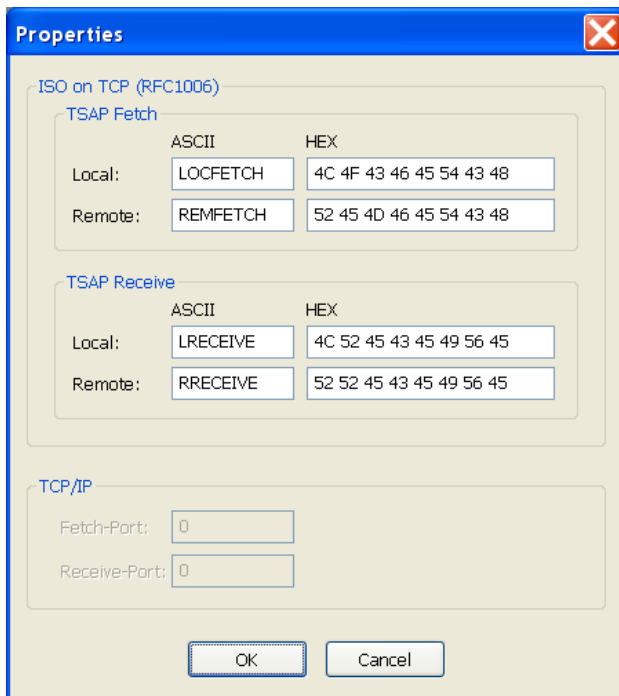 Properties
ISO on TCP (RFC1006)
TSAP Fetch
ASCII HEX
Local: LOCFETCH 4C 4F 43 46 45 54 43 48
Remote: REMFETCH 52 45 4D 46 45 54 43 48
TSAP Receive
ASCII HEX
Local: LRECEIVE 4C 52 45 43 45 49 56 45
Remote: RRECEIVE 52 52 45 43 45 49 56 45
TCP/IP
Fetch-Port: 0
Receive-Port: 0
OK Cancel